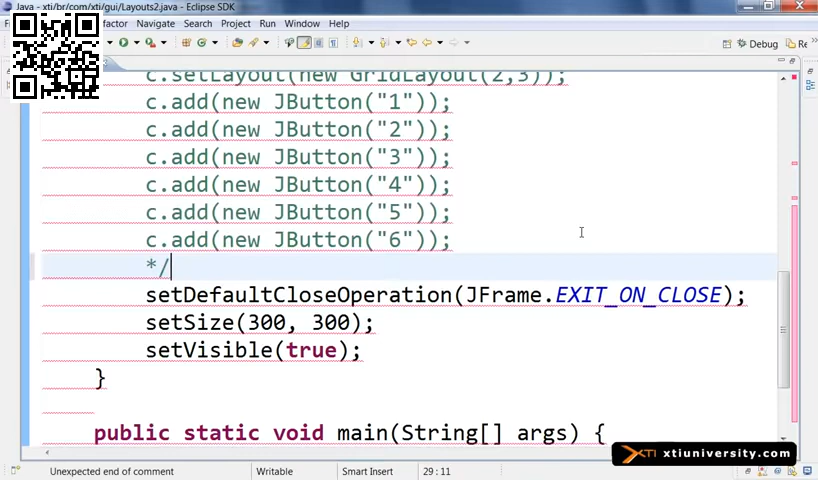 Java - xti/br/com/xti/gui/Layouts2.java - Eclipse SDK
Navigate Search Project Run Window Help
Debug
Re
c.setLayout(new GridLayout(2,3));
c.add(new JButton("1"));
c.add(new JButton("2"));
c.add(new JButton("3"));
c.add(new JButton("4"));
c.add(new JButton("5"));
c.add(new JButton("6"));
*/
setDefaultCloseOperation(JFrame.EXIT_ON_CLOSE);
setSize(300, 300);
setVisible(true);
}
public static void main(String[] args) {
XTI xtiuniversity.com
Unexpected end of comment
Writable
Smart Insert
29 : 11